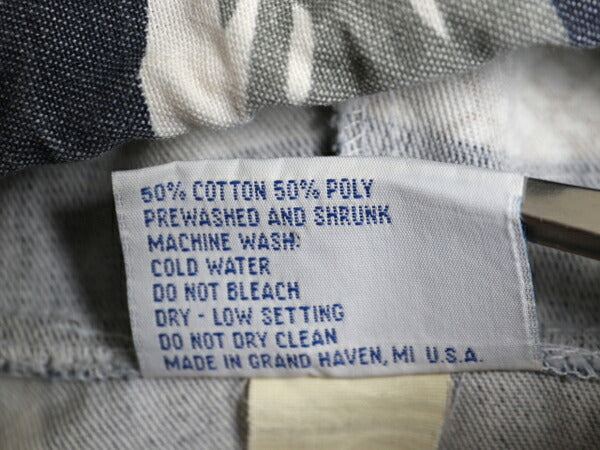 50% COTTON 50% POLY
PREWASHED AND SHRUNK
MACHINE WASH:
COLD WATER
DO NOT BLEACH
DRY - LOW SETTING
DO NOT DRY CLEAN
MADE IN GRAND HAVEN, MI U.S.A.